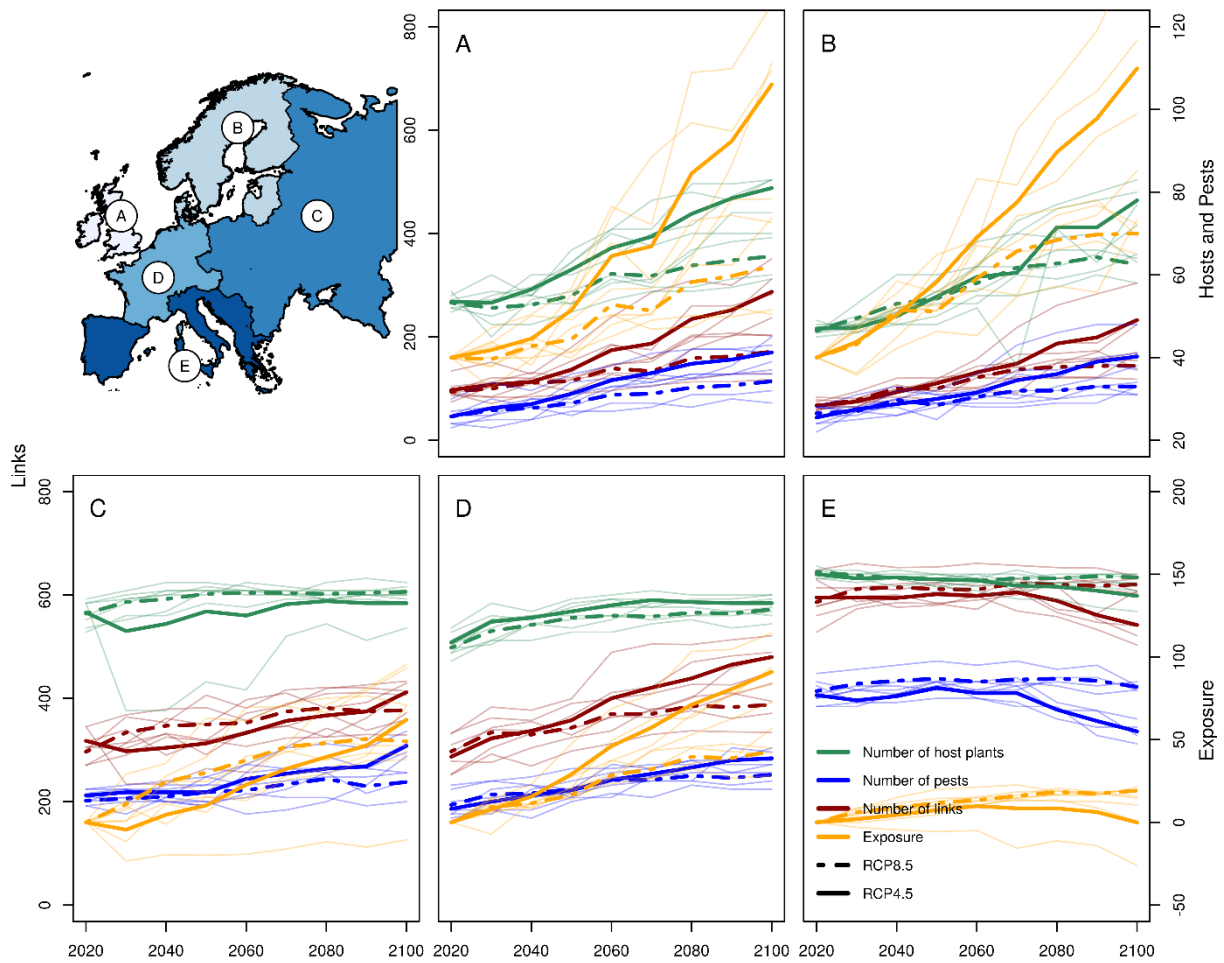 A
B
A
B
C
D
E
0
200
400
600
800
20
40
60
80
100
120
Hosts and Pests
Links
C
D
E
0
200
400
600
800
-50
0
50
100
150
200
Exposure
Number of host plants
Number of pests
Number of links
Exposure
RCP8.5
RCP4.5
2020 2040 2060 2080 2100
2020 2040 2060 2080 2100
2020 2040 2060 2080 2100